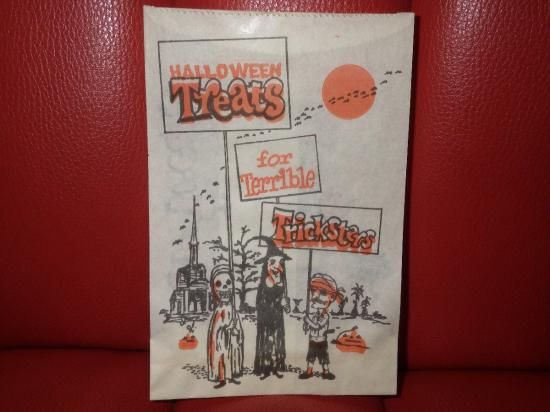 HALLOWEEN
Treats
for
Terrible
Tricksters